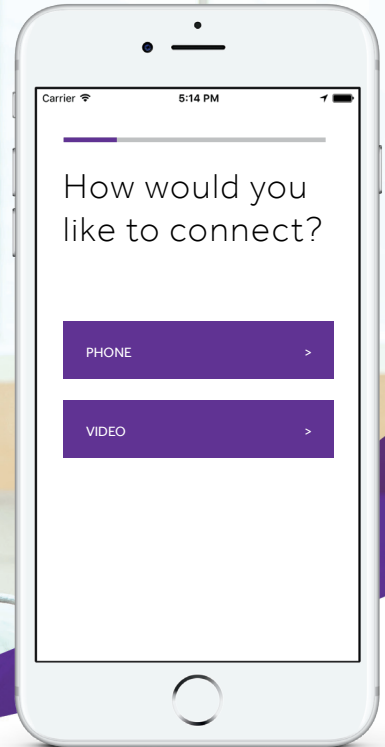 Carrier
5:14 PM
How would you
like to connect?
PHONE >
VIDEO >